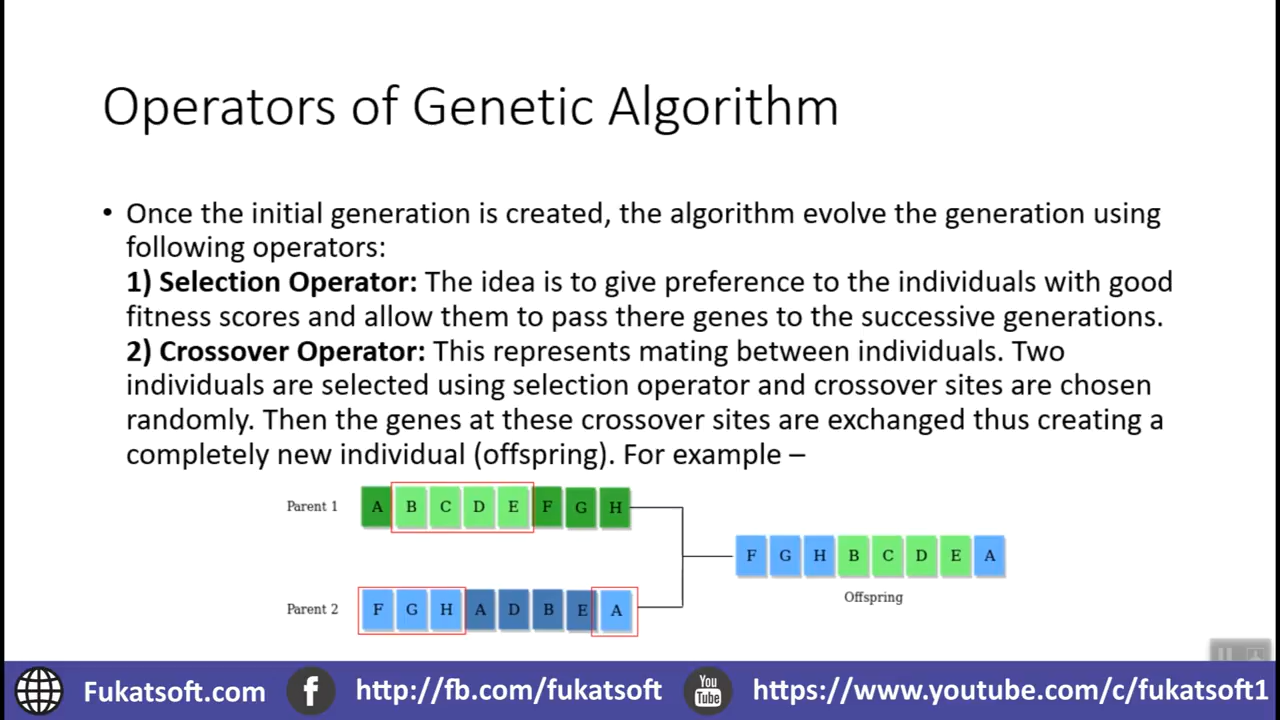 Operators of Genetic Algorithm
• Once the initial generation is created, the algorithm evolve the generation using
following operators:
1) Selection Operator: The idea is to give preference to the individuals with good
fitness scores and allow them to pass there genes to the successive generations.
2) Crossover Operator: This represents mating between individuals. Two
individuals are selected using selection operator and crossover sites are chosen
randomly. Then the genes at these crossover sites are exchanged thus creating a
completely new individual (offspring). For example –
Parent 1 A B C D E F G H
F G H B C D E A
Offspring
Parent 2 F G H A D B E A
Fukatsoft.com f http://fb.com/fukatsoft You Tube https://www.youtube.com/c/fukatsoft1